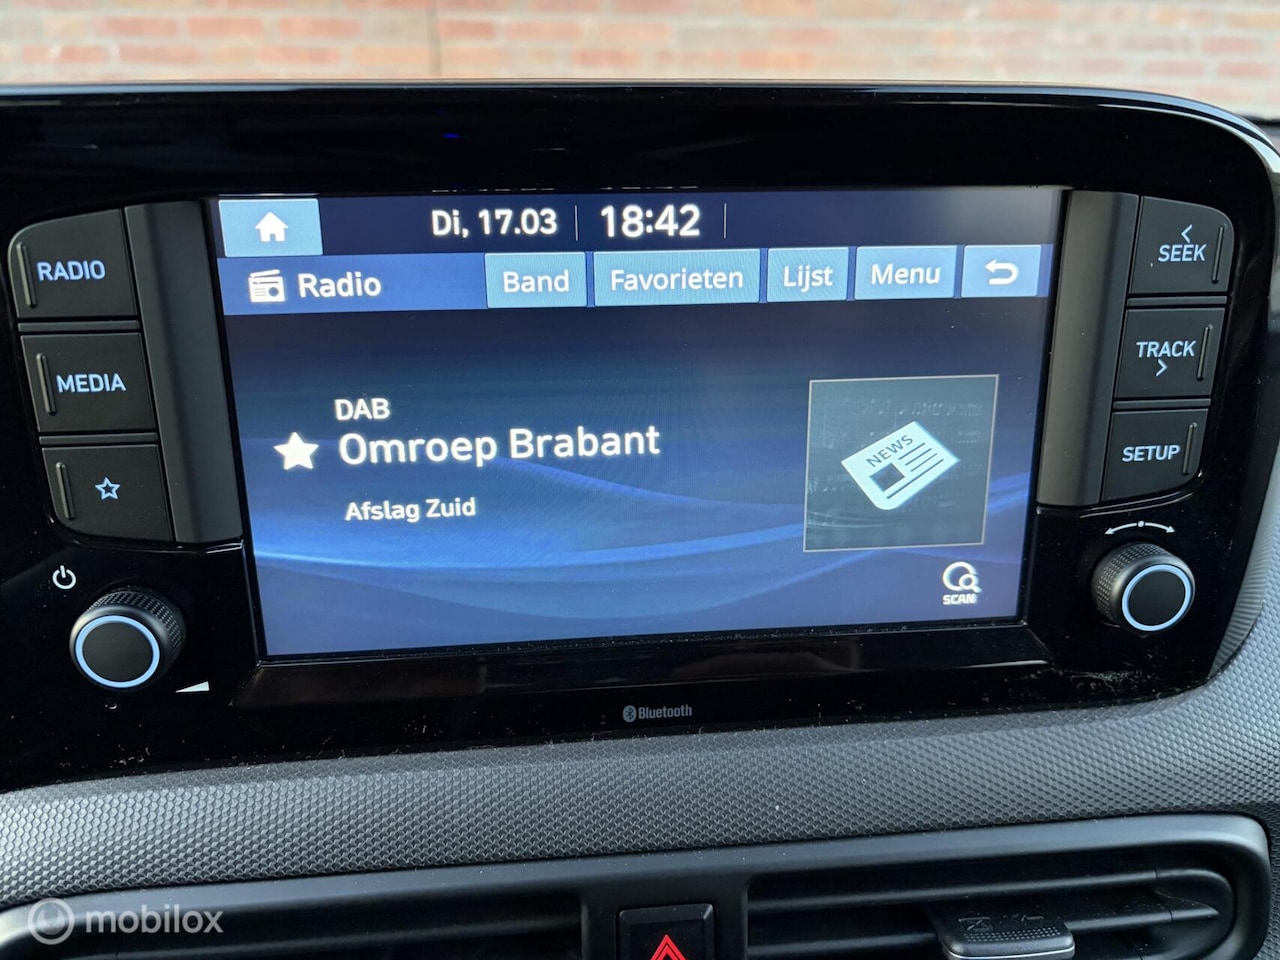 Di, 17.03 18:42
RADIO
Radio Band Favorieten Lijst Menu
SEEK
MEDIA
TRACK
DAB
Omroep Brabant
Afslag Zuid
NEWS
SETUP
SCAN
Bluetooth
mobilox